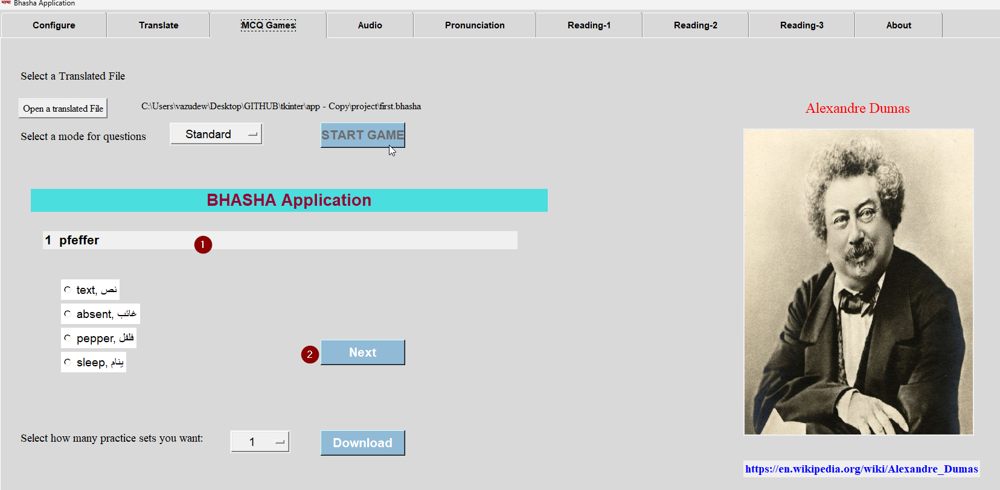 भाषा Bhasha Application
Configure Translate MCQ Games Audio Pronunciation Reading-1 Reading-2 Reading-3 About
Select a Translated File
Open a translated File C:\Users\vazudew\Desktop\GITHUB\tkinter\app - Copy\project\first.bhasha
Select a mode for questions Standard START GAME
BHASHA Application
1 pfeffer
1
text, نص
absent, غائب
pepper, فلفل
sleep, ينام
2 Next
Select how many practice sets you want: 1 Download
Alexandre Dumas
https://en.wikipedia.org/wiki/Alexandre_Dumas